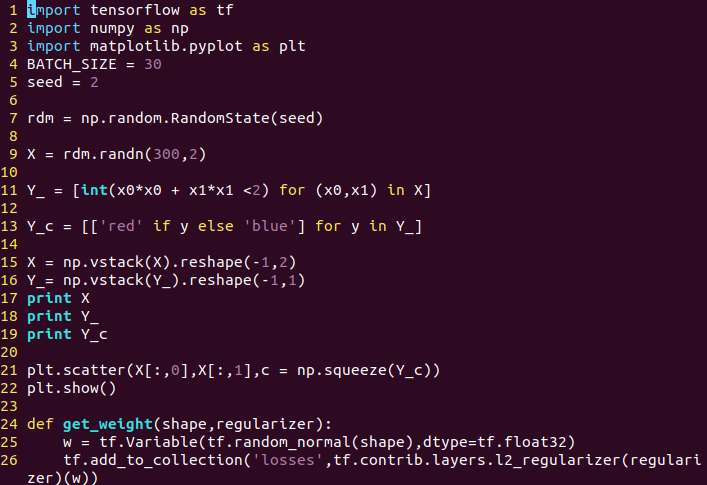 1 import tensorflow as tf
2 import numpy as np
3 import matplotlib.pyplot as plt
4 BATCH_SIZE = 30
5 seed = 2
6
7 rdm = np.random.RandomState(seed)
8
9 X = rdm.randn(300,2)
10
11 Y_ = [int(x0*x0 + x1*x1 <2) for (x0,x1) in X]
12
13 Y_c = [['red' if y else 'blue'] for y in Y_]
14
15 X = np.vstack(X).reshape(-1,2)
16 Y_= np.vstack(Y_).reshape(-1,1)
17 print X
18 print Y_
19 print Y_c
20
21 plt.scatter(X[:,0],X[:,1],c = np.squeeze(Y_c))
22 plt.show()
23
24 def get_weight(shape,regularizer):
25     w = tf.Variable(tf.random_normal(shape),dtype=tf.float32)
26     tf.add_to_collection('losses',tf.contrib.layers.l2_regularizer(regulari
zer)(w))